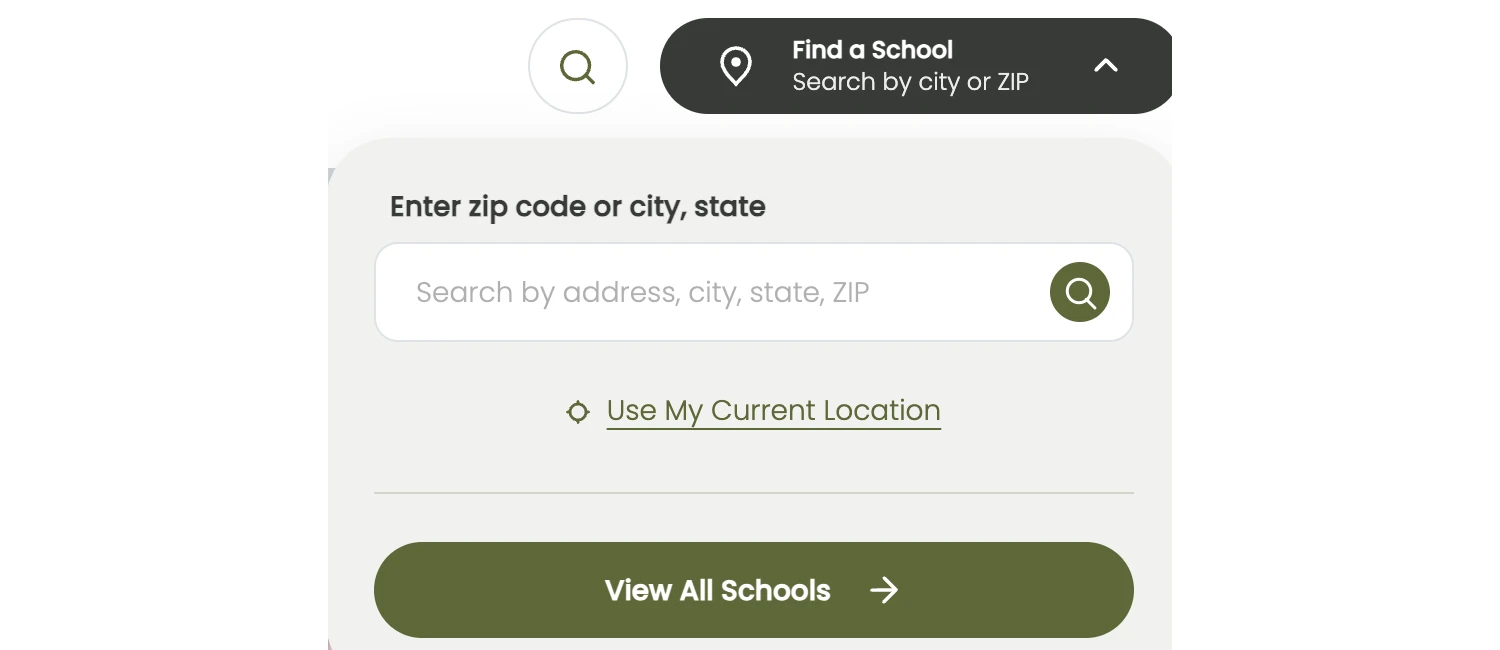 Find a School
Search by city or ZIP
Enter zip code or city, state
Search by address, city, state, ZIP
Use My Current Location
View All Schools